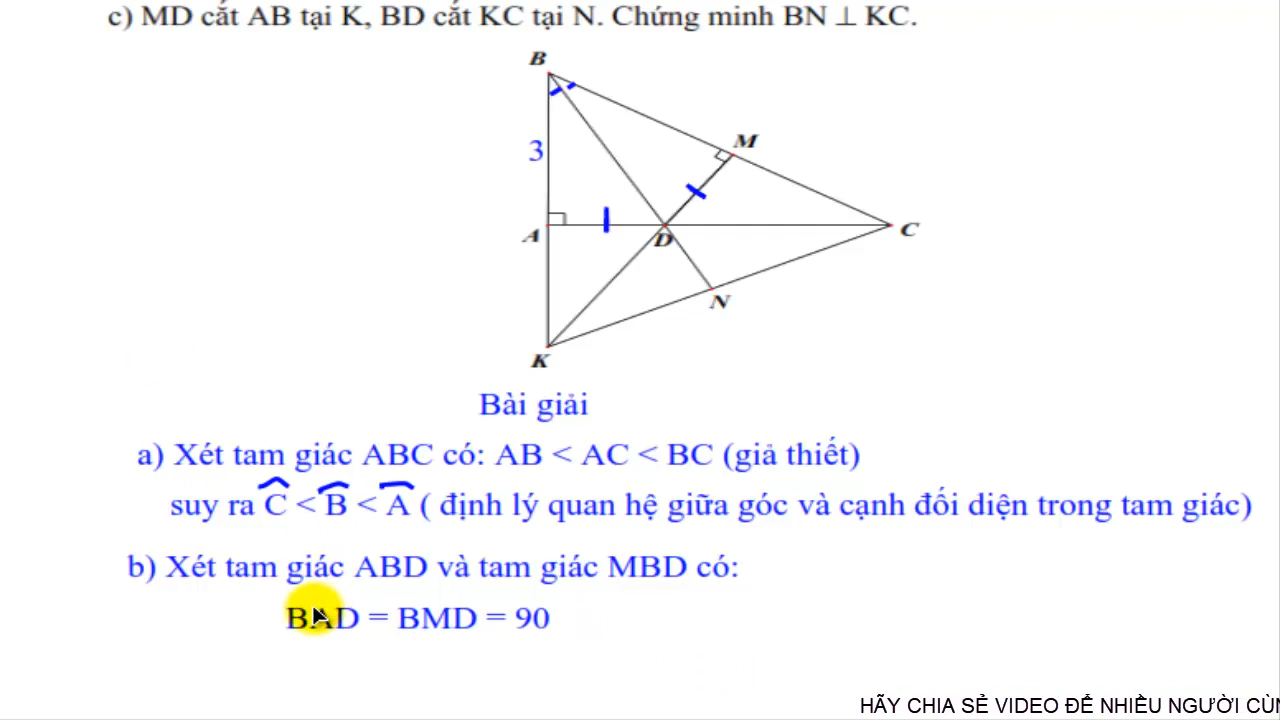 c) MD cắt AB tại K, BD cắt KC tại N. Chứng minh BN ⊥ KC.
B
3
M
A
D
C
N
K
Bài giải
a) Xét tam giác ABC có: AB < AC < BC (giả thiết)
suy ra C < B < A ( định lý quan hệ giữa góc và cạnh đối diện trong tam giác)
b) Xét tam giác ABD và tam giác MBD có:
BAD = BMD = 90
HÃY CHIA SẺ VIDEO ĐỂ NHIỀU NGƯỜI CÙN